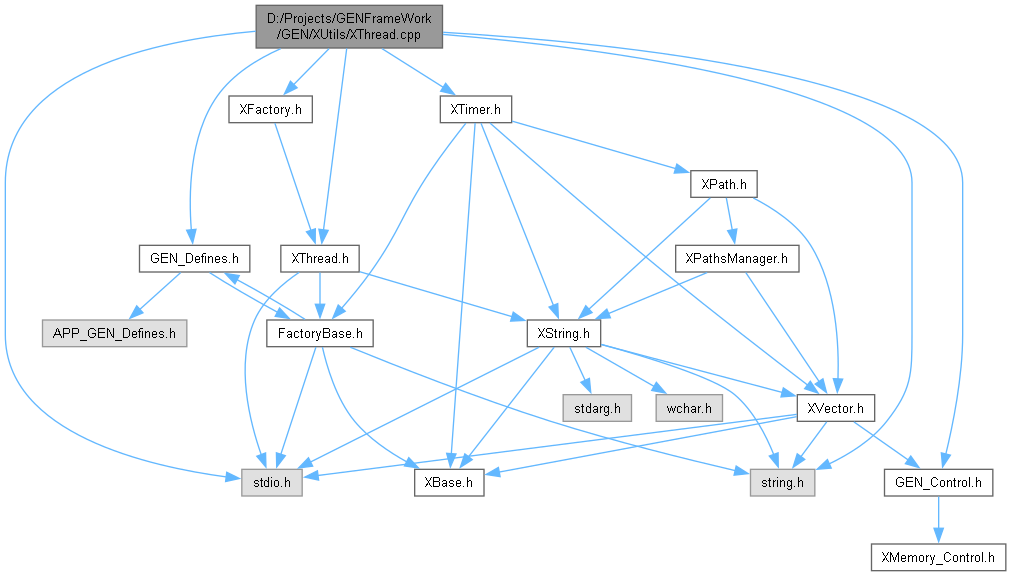 D:/Projects/GENFrameWork
/GEN/XUtils/XThread.cpp
XFactory.h
XTimer.h
XPath.h
GEN_Defines.h
XThread.h
XPathsManager.h
APP_GEN_Defines.h
FactoryBase.h
XString.h
stdarg.h
wchar.h
XVector.h
stdio.h
XBase.h
string.h
GEN_Control.h
XMemory_Control.h